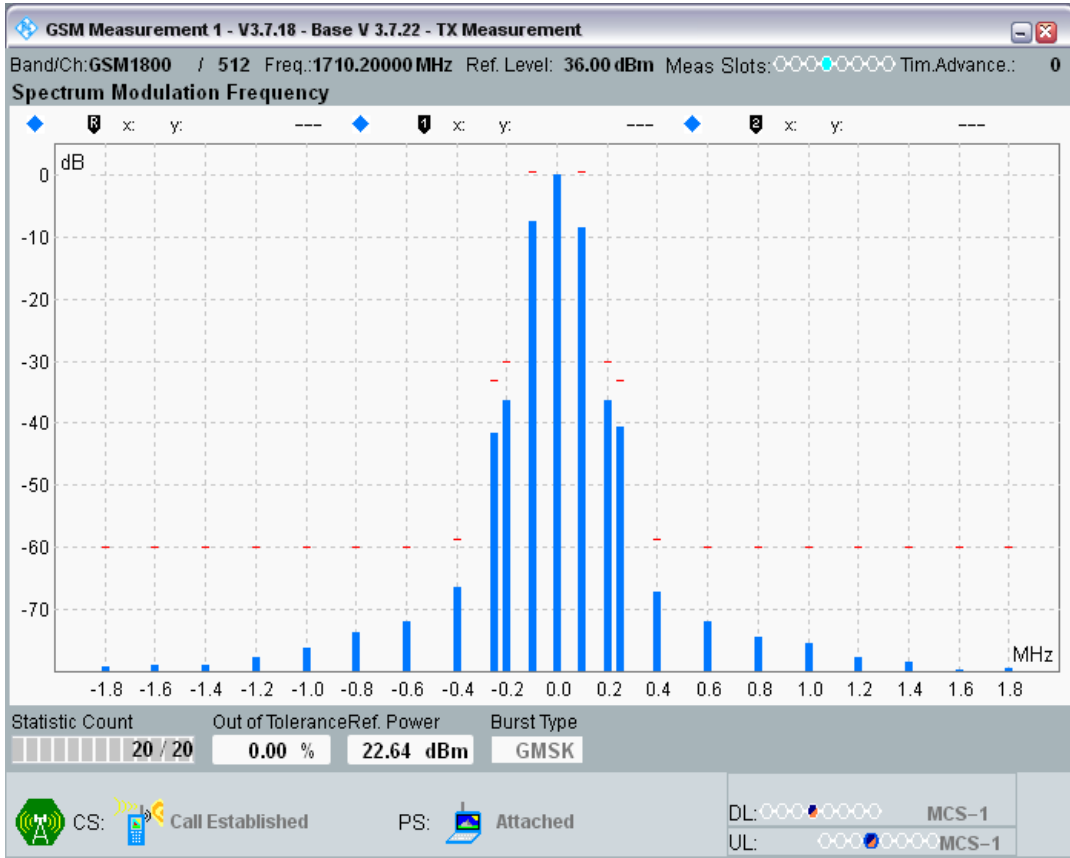 GSM Measurement 1 - V3.7.18 - Base V 3.7.22 - TX Measurement
Band/Ch:GSM1800 / 512 Freq.:1710.20000 MHz Ref. Level: 36.00 dBm Meas Slots: Tim.Advance.: 0
Spectrum Modulation Frequency
R x: y: --- 1 x: y: --- 2 x: y: ---
dB
0
-10
-20
-30
-40
-50
-60
-70
MHz
-1.8 -1.6 -1.4 -1.2 -1.0 -0.8 -0.6 -0.4 -0.2 0.0 0.2 0.4 0.6 0.8 1.0 1.2 1.4 1.6 1.8
Statistic Count Out of Tolerance Ref. Power Burst Type
20 / 20 0.00 % 22.64 dBm GMSK
CS: Call Established PS: Attached
DL: MCS-1
UL: MCS-1